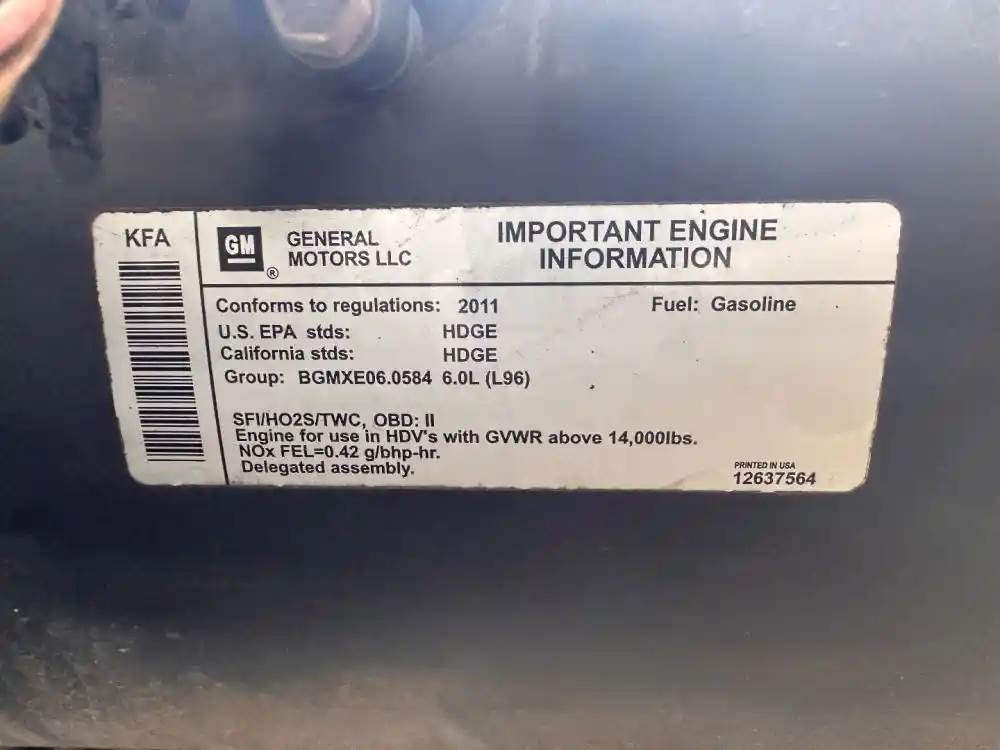 KFA
GM
®
GENERAL
MOTORS LLC
IMPORTANT ENGINE
INFORMATION
Conforms to regulations: 2011 Fuel: Gasoline
U.S. EPA stds: HDGE
California stds: HDGE
Group: BGMXE06.0584 6.0L (L96)
SFI/HO2S/TWC, OBD: II
Engine for use in HDV's with GVWR above 14,000lbs.
NOx FEL=0.42 g/bhp-hr.
Delegated assembly.
PRINTED IN USA
12637564